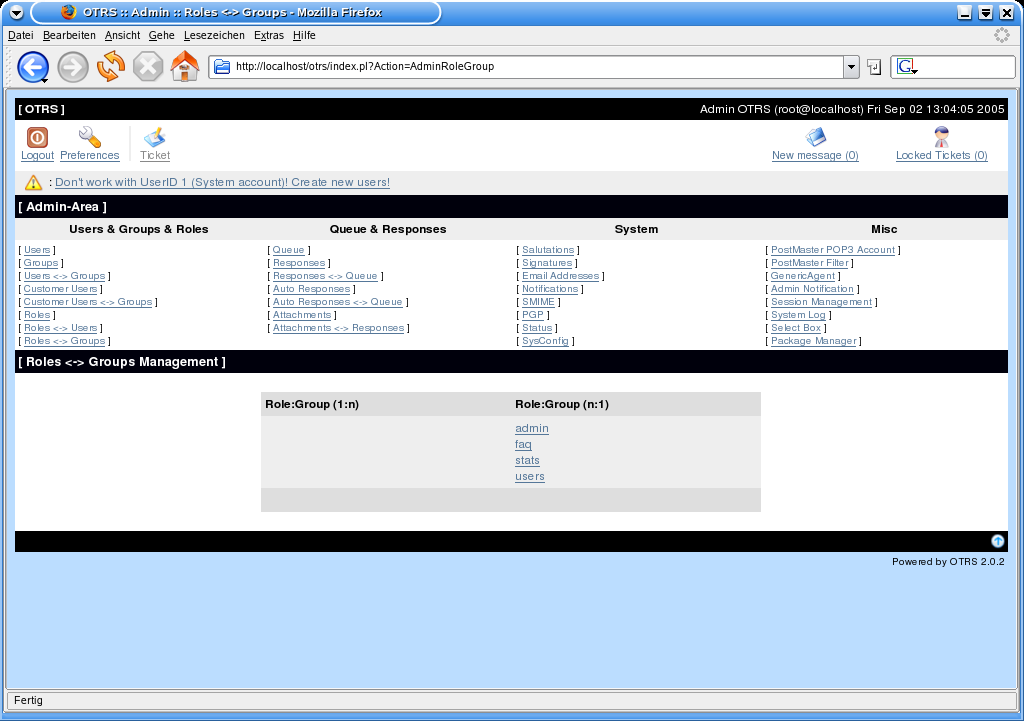 OTRS :: Admin :: Roles <-> Groups - Mozilla Firefox
Datei Bearbeiten Ansicht Gehe Lesezeichen Extras Hilfe
http://localhost/otrs/index.pl?Action=AdminRoleGroup G
[ OTRS ] Admin OTRS (root@localhost) Fri Sep 02 13:04:05 2005
Logout Preferences Ticket New message (0) Locked Tickets (0)
: Don't work with UserID 1 (System account)! Create new users!
[ Admin-Area ]
Users & Groups & Roles Queue & Responses System Misc
[ Users ] [ Queue ] [ Salutations ] [ PostMaster POP3 Account ]
[ Groups ] [ Responses ] [ Signatures ] [ PostMaster Filter ]
[ Users <-> Groups ] [ Responses <-> Queue ] [ Email Addresses ] [ GenericAgent ]
[ Customer Users ] [ Auto Responses ] [ Notifications ] [ Admin Notification ]
[ Customer Users <-> Groups ] [ Auto Responses <-> Queue ] [ SMIME ] [ Session Management ]
[ Roles ] [ Attachments ] [ PGP ] [ System Log ]
[ Roles <-> Users ] [ Attachments <-> Responses ] [ Status ] [ Select Box ]
[ Roles <-> Groups ] [ SysConfig ] [ Package Manager ]
[ Roles <-> Groups Management ]
Role:Group (1:n) Role:Group (n:1)
admin
faq
stats
users
Powered by OTRS 2.0.2
Fertig